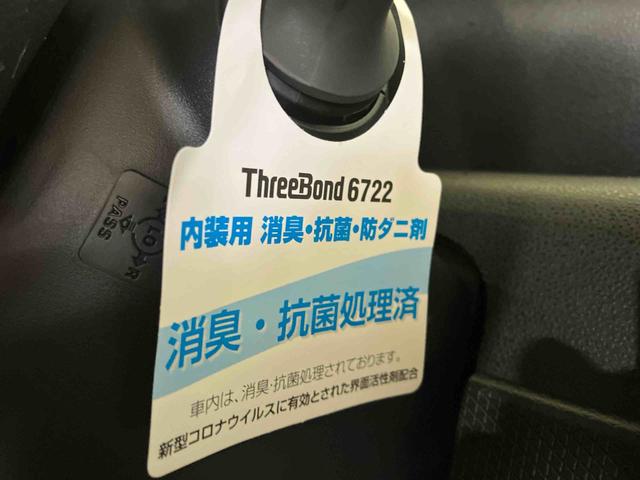 ThreeBond 6722
内装用 消臭・抗菌・防ダニ剤
消臭・抗菌処理済
車内は、消臭・抗菌処理されております。
新型コロナウイルスに有効とされた界面活性剤配合
PASS
AIR